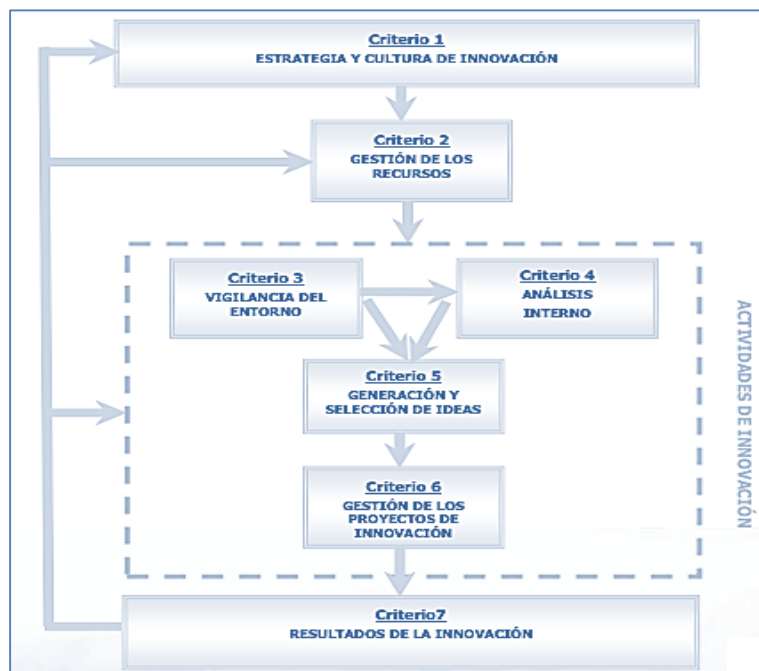 Criterio 1
ESTRATEGIA Y CULTURA DE INNOVACIÓN
Criterio 2
GESTIÓN DE LOS
RECURSOS
Criterio 3
VIGILANCIA DEL
ENTORNO
Criterio 4
ANÁLISIS
INTERNO
Criterio 5
GENERACIÓN Y
SELECCIÓN DE IDEAS
Criterio 6
GESTIÓN DE LOS
PROYECTOS DE
INNOVACIÓN
ACTIVIDADES DE INNOVACIÓN
Criterio7
RESULTADOS DE LA INNOVACIÓN